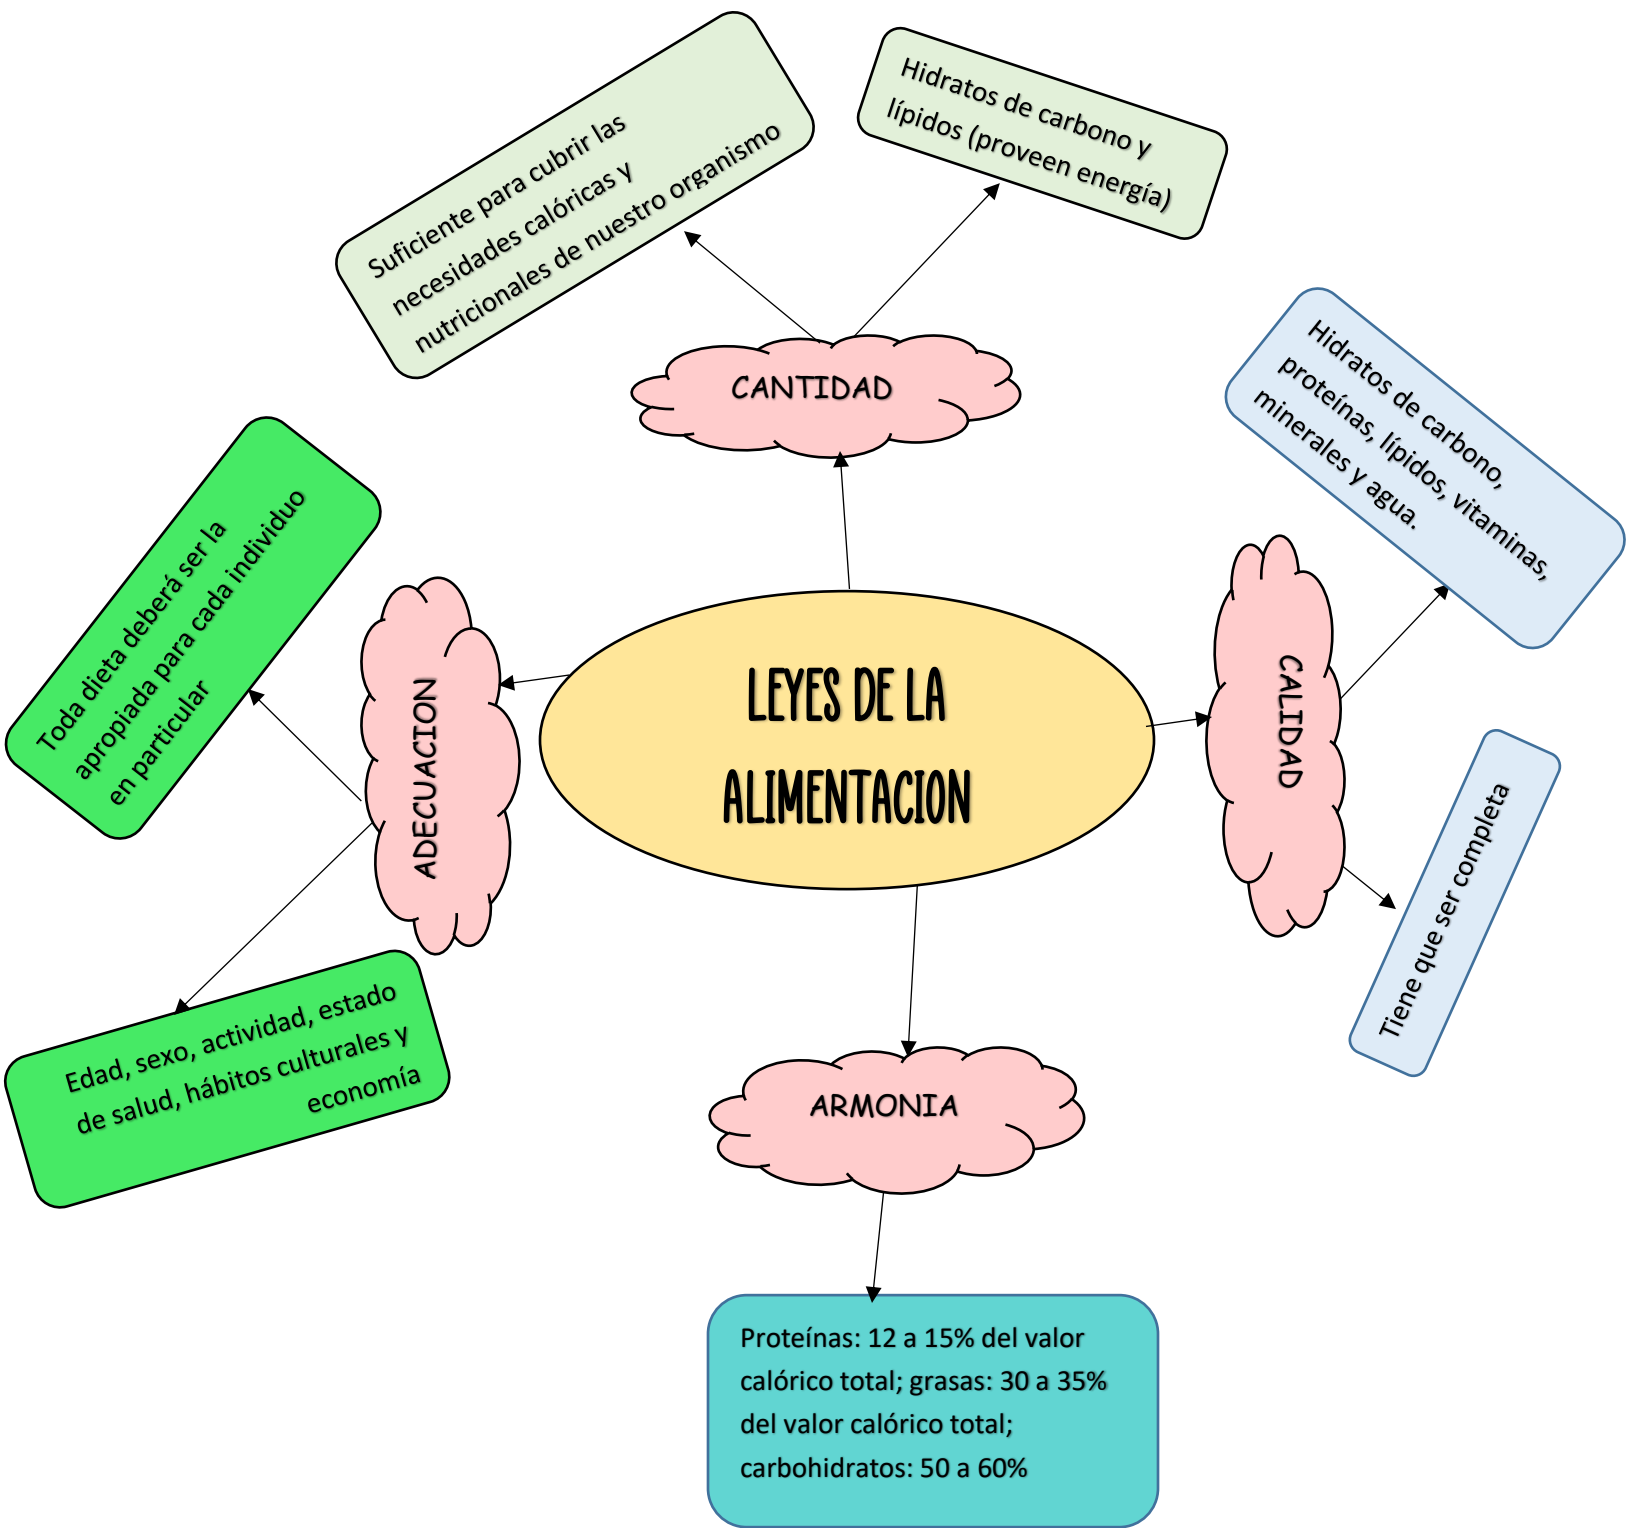 Suficiente para cubrir las
necesidades calóricas y
nutricionales de nuestro organismo
Hidratos de carbono y
lípidos (proveen energía)
CANTIDAD
Hidratos de carbono,
proteínas, lípidos, vitaminas,
minerales y agua.
Toda dieta deberá ser la
apropiada para cada individuo
en particular
ADECUACION
LEYES DE LA
ALIMENTACION
CALIDAD
Tiene que ser completa
Edad, sexo, actividad, estado
de salud, hábitos culturales y
economía
ARMONIA
Proteínas: 12 a 15% del valor
calórico total; grasas: 30 a 35%
del valor calórico total;
carbohidratos: 50 a 60%